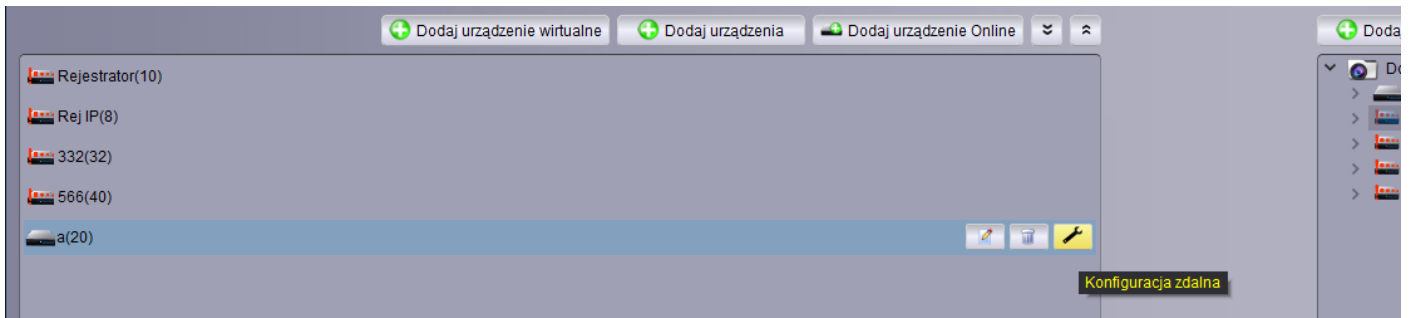 Dodaj urządzenie wirtualne Dodaj urządzenia Dodaj urządzenie Online
Rejestrator(10)
Rej IP(8)
332(32)
566(40)
a(20)
Konfiguracja zdalna